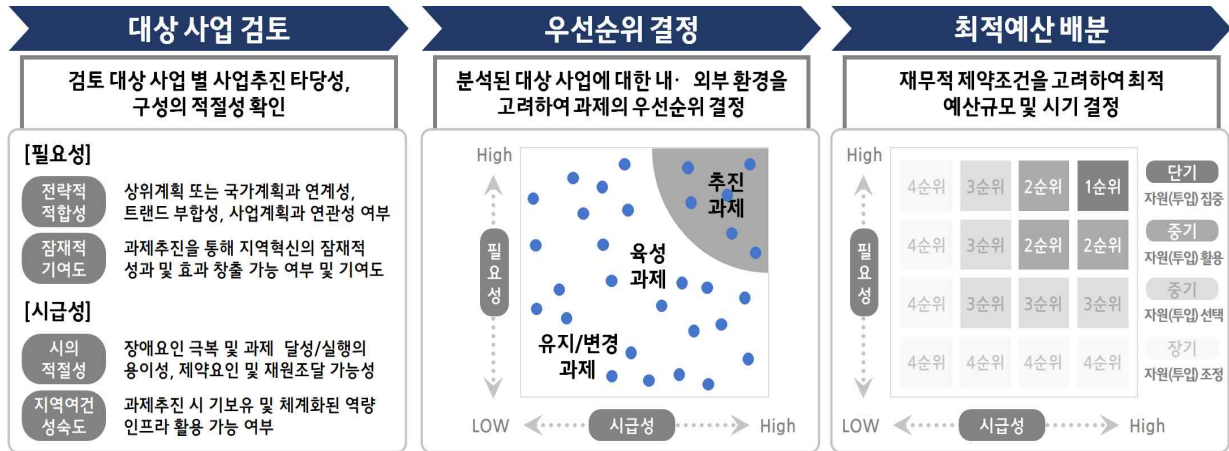 대상 사업 검토
검토 대상 사업 별 사업추진 타당성,
구성의 적절성 확인
[필요성]
전략적
적합성
상위계획 또는 국가계획과 연계성,
트랜드 부합성, 사업계획과 연관성 여부
잠재적
기여도
과제추진을 통해 지역혁신의 잠재적
성과 및 효과 창출 가능 여부 및 기여도
[시급성]
시의
적절성
장애요인 극복 및 과제 달성/실행의
용이성, 제약요인 및 재원조달 가능성
지역여건
성숙도
과제추진 시 기보유 및 체계화된 역량
인프라 활용 가능 여부
우선순위 결정
분석된 대상 사업에 대한 내· 외부 환경을
고려하여 과제의 우선순위 결정
High
필요성
추진
과제
육성
과제
유지/변경
과제
LOW
시급성
High
최적예산 배분
재무적 제약조건을 고려하여 최적
예산규모 및 시기 결정
High
필요성
4순위 3순위 2순위 1순위
4순위 3순위 2순위 2순위
4순위 3순위 3순위 3순위
4순위 4순위 4순위 4순위
단기
자원(투입) 집중
중기
자원(투입) 활용
중기
자원(투입) 선택
장기
자원(투입) 조정
LOW
시급성
High